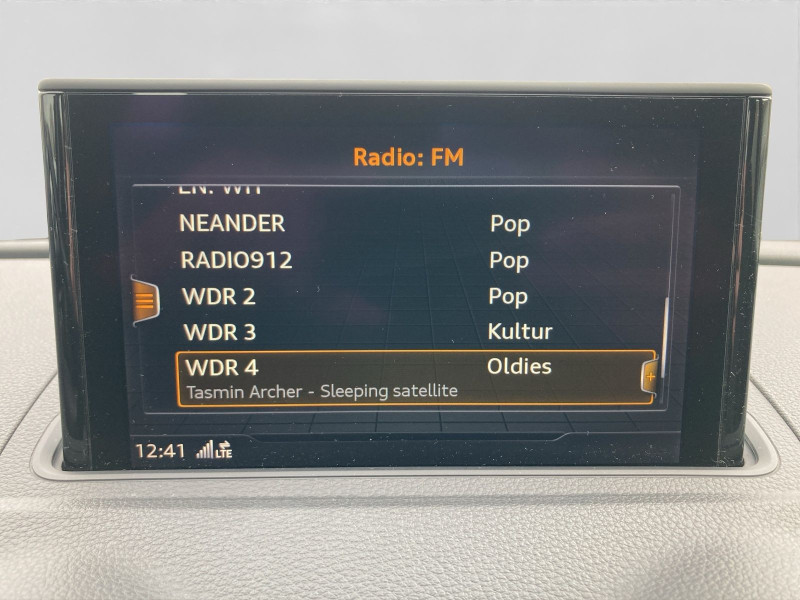 Radio: FM
NEANDER Pop
RADIO912 Pop
WDR 2 Pop
WDR 3 Kultur
WDR 4 Oldies
Tasmin Archer - Sleeping satellite
12:41 LTE